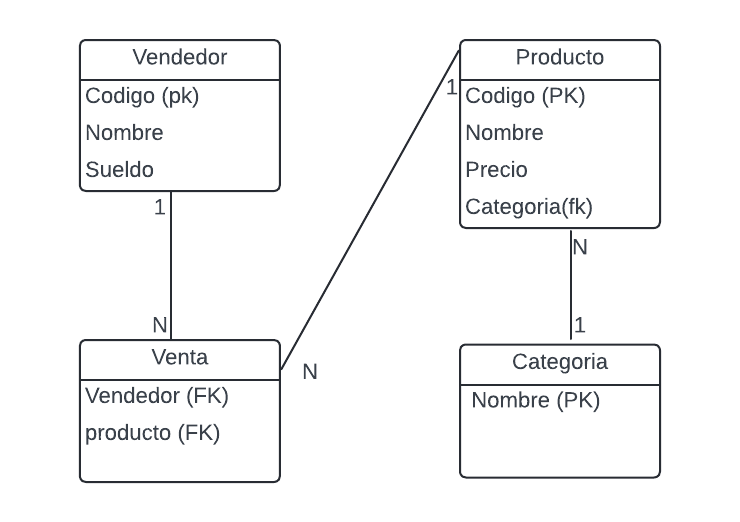 Vendedor
Codigo (pk)
Nombre
Sueldo
1
N
Venta
Vendedor (FK)
producto (FK)
N
1
Producto
Codigo (PK)
Nombre
Precio
Categoria(fk)
N
1
Categoria
Nombre (PK)